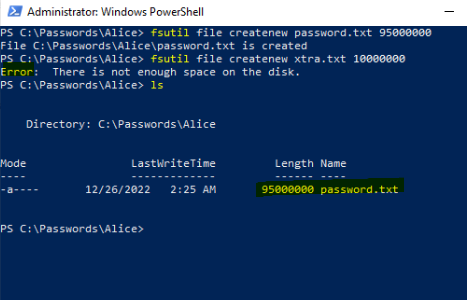 Administrator: Windows PowerShell
PS C:\Passwords\Alice> fsutil file createnew password.txt 95000000
File C:\Passwords\Alice\password.txt is created
PS C:\Passwords\Alice> fsutil file createnew xtra.txt 10000000
Error:  There is not enough space on the disk.
PS C:\Passwords\Alice> ls
    Directory: C:\Passwords\Alice
Mode                LastWriteTime         Length Name
----                -------------         ------ ----
-a----       12/26/2022   2:25 AM       95000000 password.txt
PS C:\Passwords\Alice>